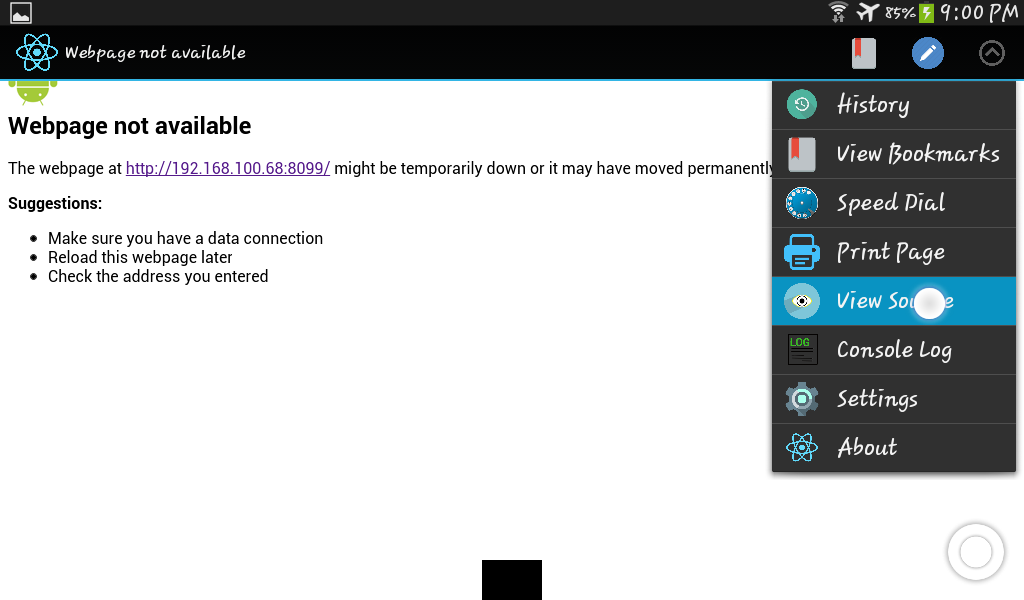 85% 9:00 PM
Webpage not available
Webpage not available
The webpage at http://192.168.100.68:8099/ might be temporarily down or it may have moved permanently
Suggestions:
Make sure you have a data connection
Reload this webpage later
Check the address you entered
History
View Bookmarks
Speed Dial
Print Page
View Source
LOG
Console Log
Settings
About